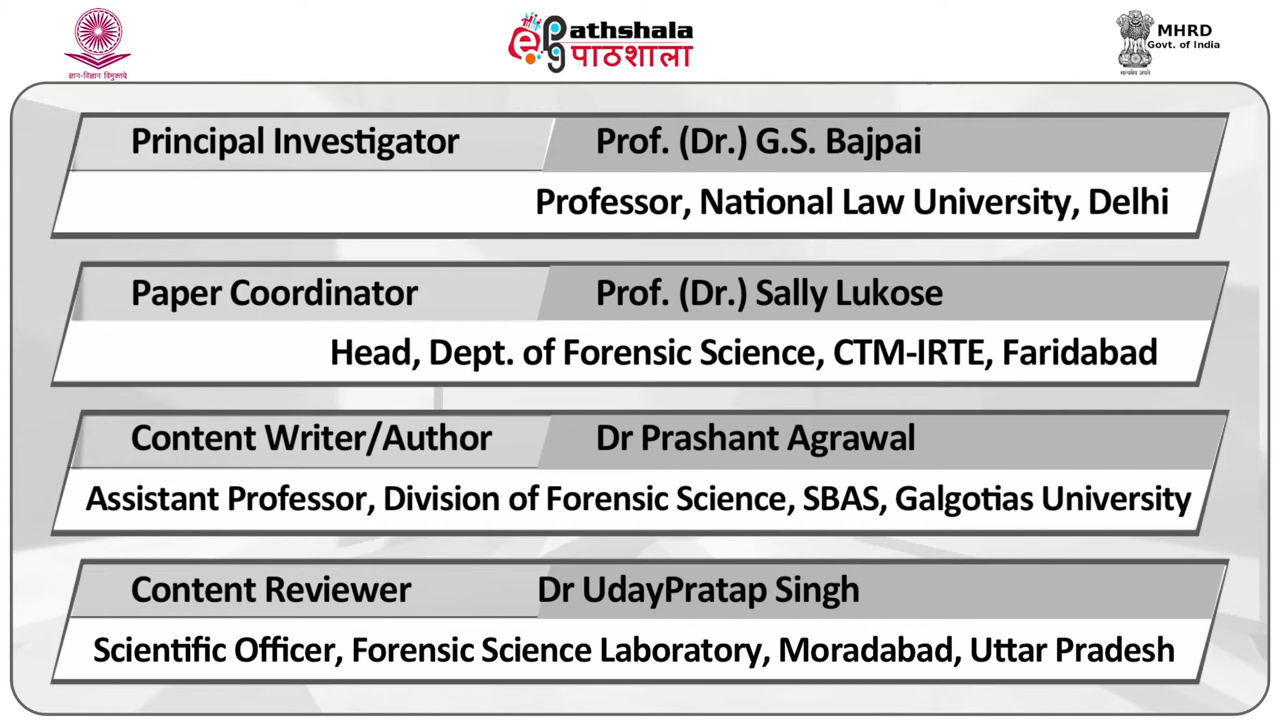 ज्ञान-विज्ञान विमुक्तये
e
pg
athshala
पाठशाला
MHRD
Govt. of India
सत्यमेव जयते
Principal Investigator Prof. (Dr.) G.S. Bajpai
Professor, National Law University, Delhi
Paper Coordinator Prof. (Dr.) Sally Lukose
Head, Dept. of Forensic Science, CTM-IRTE, Faridabad
Content Writer/Author Dr Prashant Agrawal
Assistant Professor, Division of Forensic Science, SBAS, Galgotias University
Content Reviewer Dr UdayPratap Singh
Scientific Officer, Forensic Science Laboratory, Moradabad, Uttar Pradesh